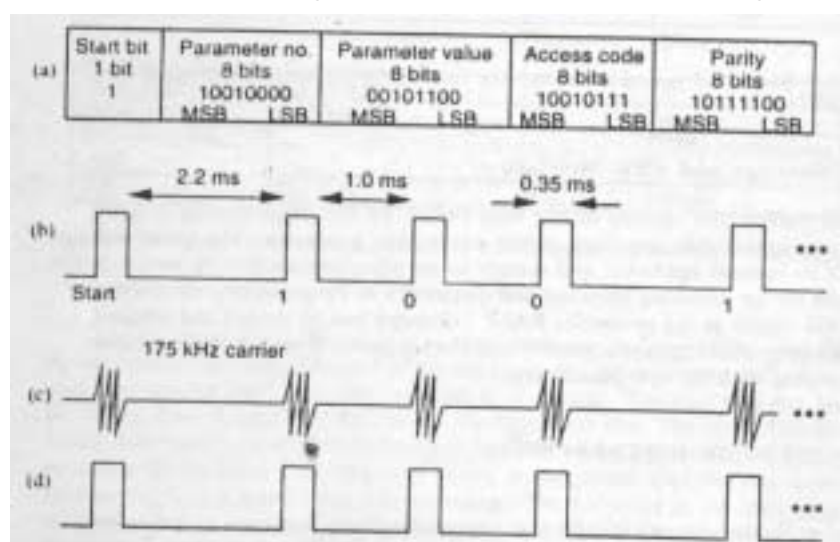 (a) Start bit Parameter no. Parameter value Access code Parity
1 bit 8 bits 8 bits 8 bits 8 bits
1 10010000 00101100 10010111 10111100
MSB LSB MSB LSB MSB LSB MSB LSB
2.2 ms 1.0 ms 0.35 ms
(b)
Start 1 0 0 1
175 kHz carrier
(c)
(d)